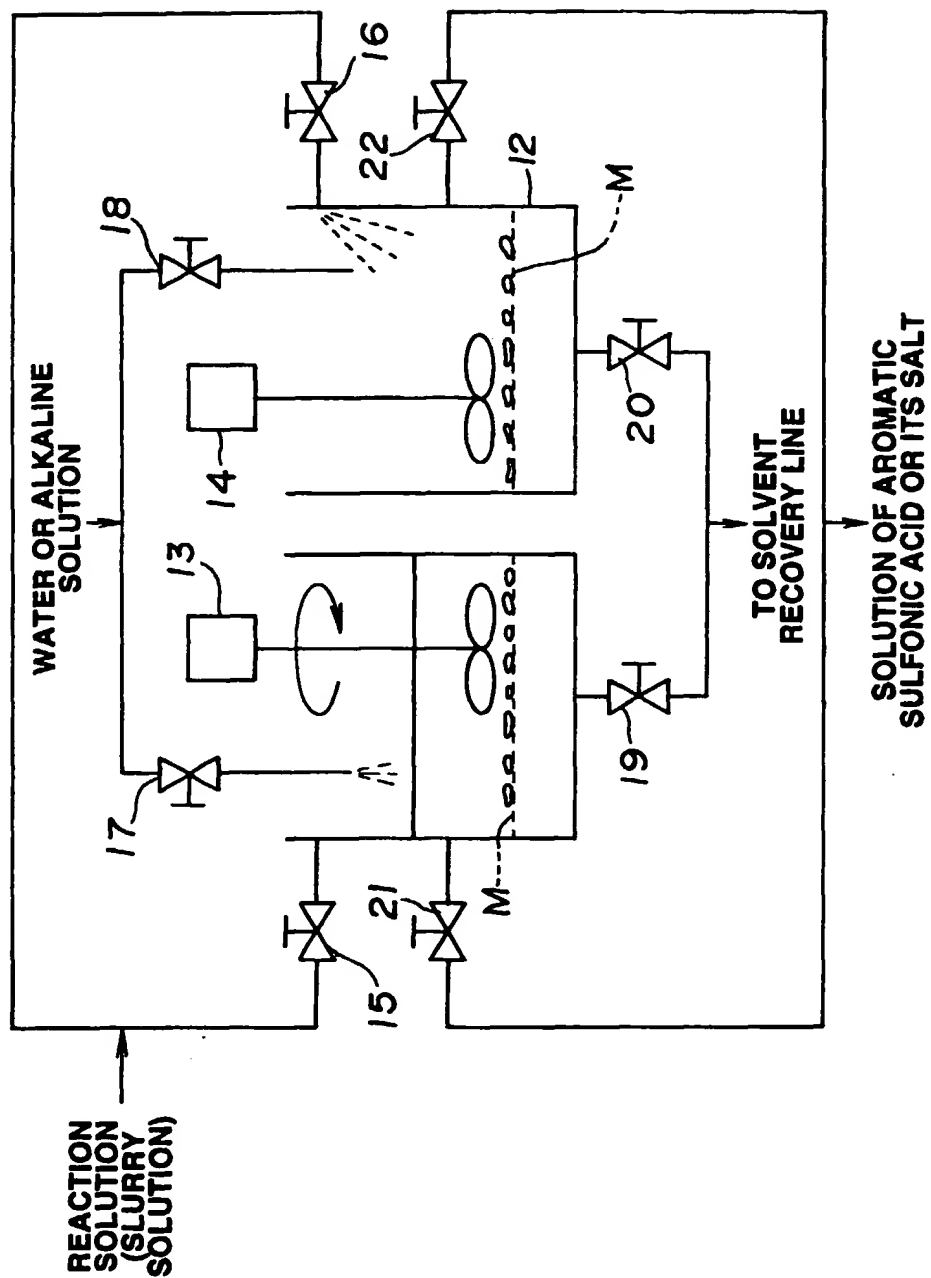 WATER OR ALKALINE
SOLUTION
18
16
17
13
14
22
12
15
21
M
M
19
20
REACTION
SOLUTION
(SLURRY
SOLUTION)
TO SOLVENT
RECOVERY LINE
SOLUTION OF AROMATIC
SULFONIC ACID OR ITS SALT